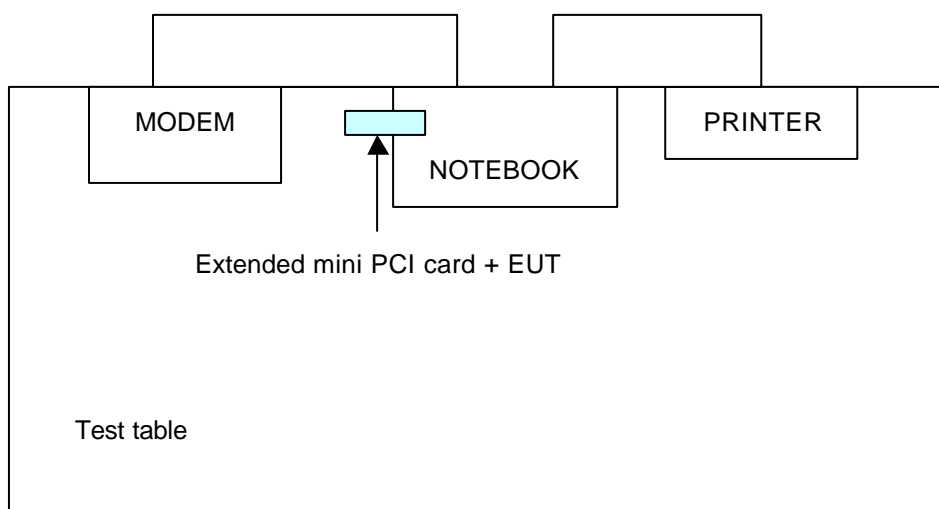 MODEM
PRINTER
NOTEBOOK
Extended mini PCI card + EUT
Test table